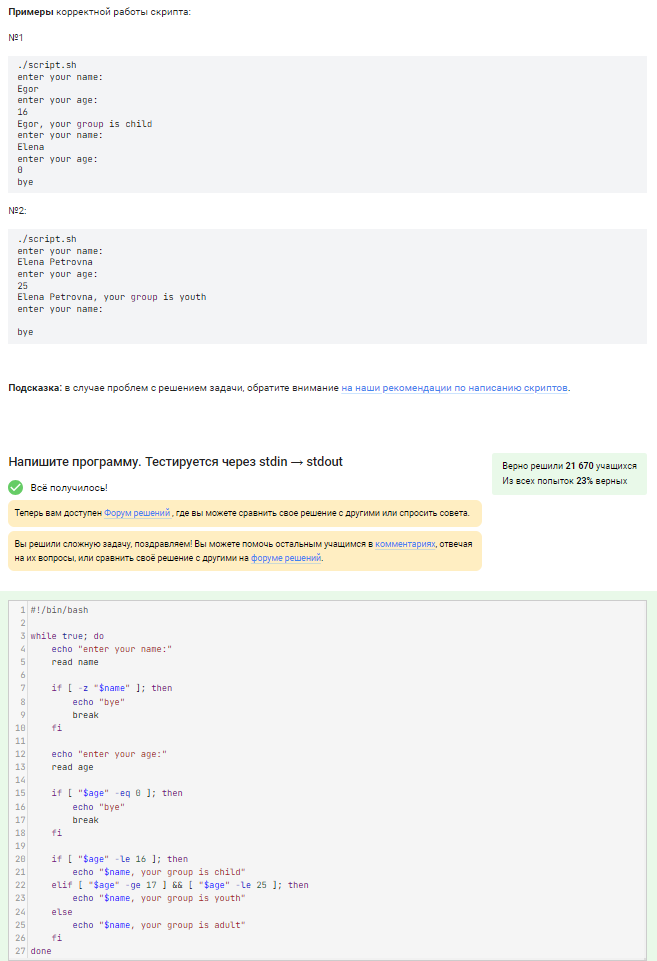 Примеры корректной работы скрипта:
№1
./script.sh
enter your name:
Egor
enter your age:
16
Egor, your group is child
enter your name:
Elena
enter your age:
0
bye
№2:
./script.sh
enter your name:
Elena Petrovna
enter your age:
25
Elena Petrovna, your group is youth
enter your name:
bye
Подсказка: в случае проблем с решением задачи, обратите внимание на наши рекомендации по написанию скриптов.
Напишите программу. Тестируется через stdin → stdout
Верно решили 21 670 учащихся
Из всех попыток 23% верных
Всё получилось!
Теперь вам доступен Форум решений , где вы можете сравнить свое решение с другими или спросить совета.
Вы решили сложную задачу, поздравляем! Вы можете помочь остальным учащимся в комментариях, отвечая
на их вопросы, или сравнить своё решение с другими на форуме решений.
1 #!/bin/bash
2
3 while true; do
4     echo "enter your name:"
5     read name
6
7     if [ -z "$name" ]; then
8         echo "bye"
9         break
10     fi
11
12     echo "enter your age:"
13     read age
14
15     if [ "$age" -eq 0 ]; then
16         echo "bye"
17         break
18     fi
19
20     if [ "$age" -le 16 ]; then
21         echo "$name, your group is child"
22     elif [ "$age" -ge 17 ] && [ "$age" -le 25 ]; then
23         echo "$name, your group is youth"
24     else
25         echo "$name, your group is adult"
26     fi
27 done